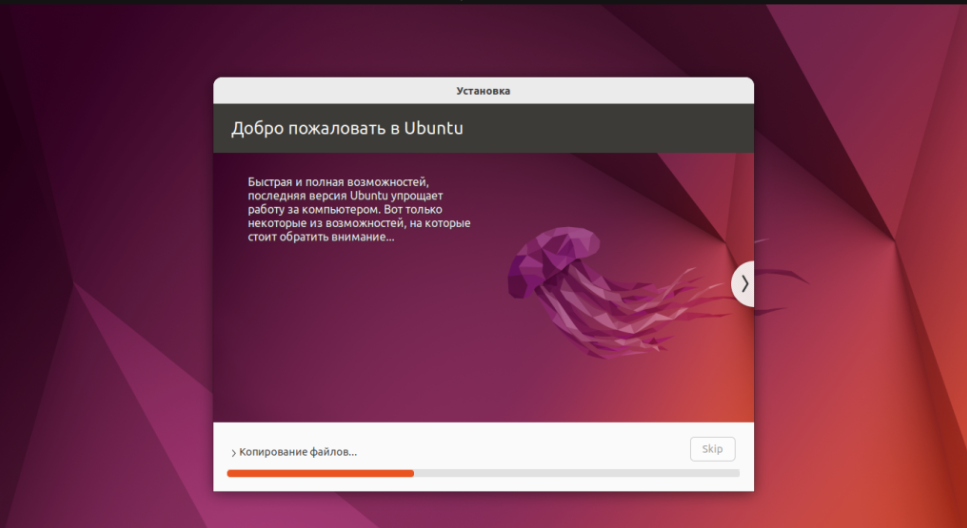 Установка
Добро пожаловать в Ubuntu
Быстрая и полная возможностей,
последняя версия Ubuntu упрощает
работу за компьютером. Вот только
некоторые из возможностей, на которые
стоит обратить внимание...
Копирование файлов...
Skip